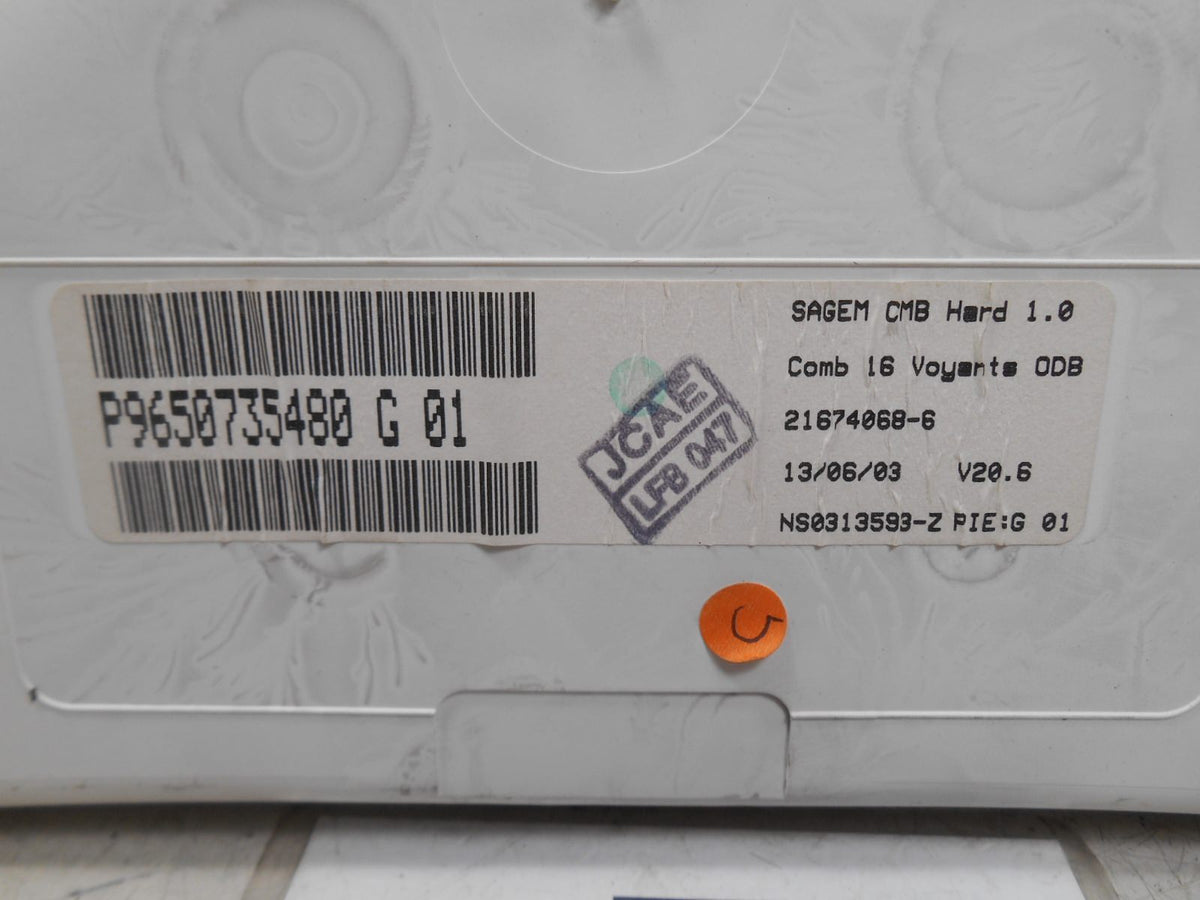 P9650735480 G 01
JCAE
LFB 047
SAGEM CMB Hard 1.0
Comb 16 Voyants ODB
21674068-6
13/06/03 V20.6
NS0313593-Z PIE:G 01